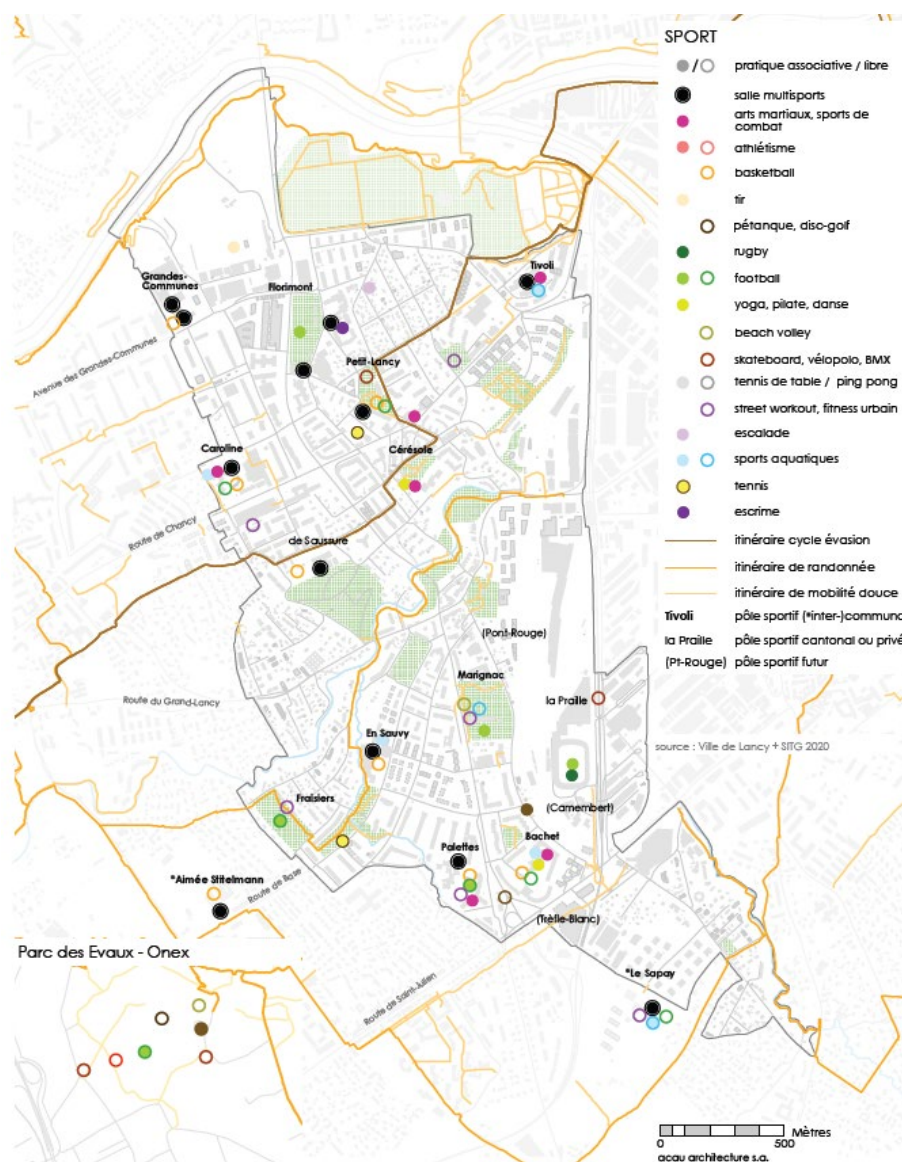 SPORT
/ pratique associative / libre
salle multisports
arts martiaux, sports de
combat
athlétisme
basketball
tir
pétanque, disc-golf
rugby
football
yoga, pilate, danse
beach volley
skateboard, vélopolo, BMX
tennis de table / ping pong
street workout, fitness urbain
escalade
sports aquatiques
tennis
escrime
itinéraire cycle évasion
itinéraire de randonnée
itinéraire de mobilité douce
Tivoli pôle sportif (*inter-)communa
la Praille pôle sportif cantonal ou privé
(Pt-Rouge) pôle sportif futur
source : Ville de Lancy + SITG 2020
Grandes-
Communes
Florimont
Tivoli
Avenue des Grandes-Communes
Petit-Lancy
Caroline
Cérésole
Route de Chancy
de Saussure
(Pont-Rouge)
Marignac
Route du Grand-Lancy
la Praille
En Sauvy
Fraisiers
(Camembert)
Bachet
Palettes
*Aimée Stitelmann
Route de Base
(Trèfle-Blanc)
Parc des Evaux - Onex
Route de Saint-Julien
*Le Sapay
Mètres
0 500
acau architecture s.a.